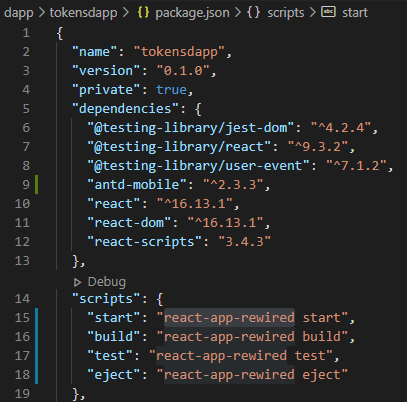 dapp > tokensdapp > {} package.json > {} scripts > abc start
1 {
2 "name": "tokensdapp",
3 "version": "0.1.0",
4 "private": true,
5 "dependencies": {
6 "@testing-library/jest-dom": "^4.2.4",
7 "@testing-library/react": "^9.3.2",
8 "@testing-library/user-event": "^7.1.2",
9 "antd-mobile": "^2.3.3",
10 "react": "^16.13.1",
11 "react-dom": "^16.13.1",
12 "react-scripts": "3.4.3"
13 },
Debug
14 "scripts": {
15 "start": "react-app-rewired start",
16 "build": "react-app-rewired build",
17 "test": "react-app-rewired test",
18 "eject": "react-app-rewired eject"
19 },